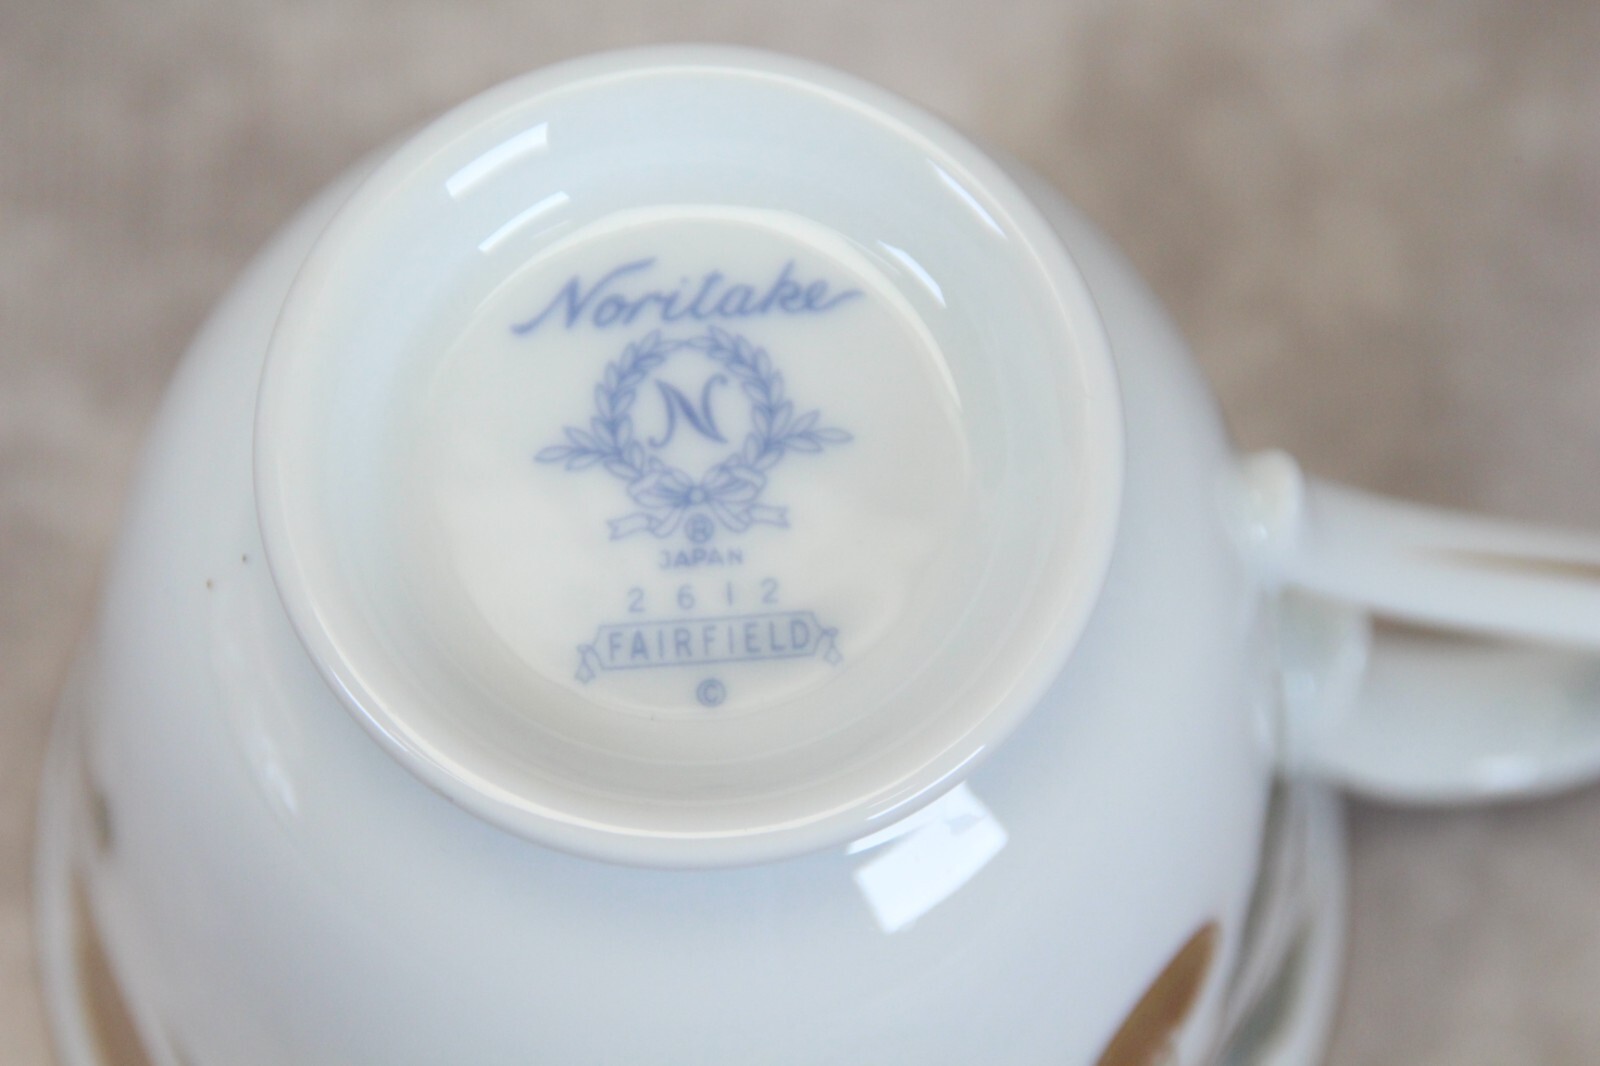 Noritake
N
®
JAPAN
2612
FAIRFIELD
©